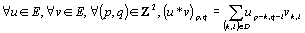 ∀u∈E, ∀v∈E, ∀(p,q)∈Z², (u*v)_{p,q} = ∑_{(k,l)∈D} u_{p-k,q-l} v_{k,l}